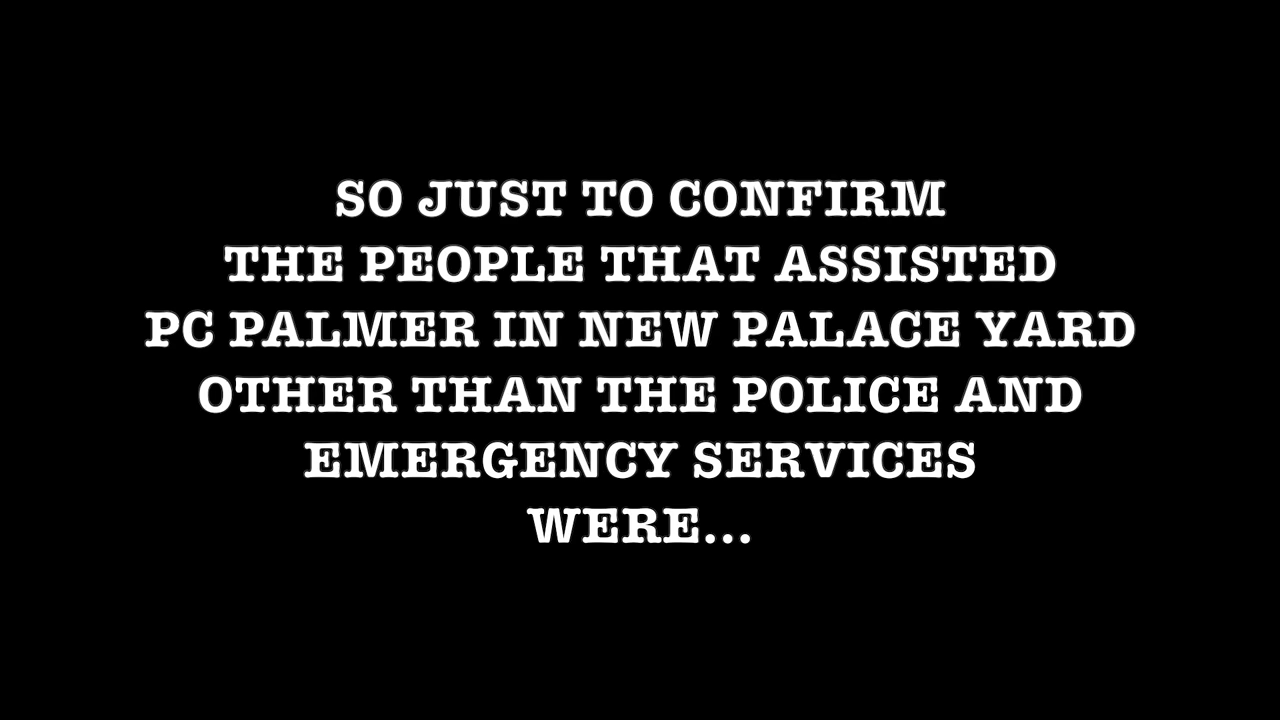 SO JUST TO CONFIRM
THE PEOPLE THAT ASSISTED
PC PALMER IN NEW PALACE YARD
OTHER THAN THE POLICE AND
EMERGENCY SERVICES
WERE...